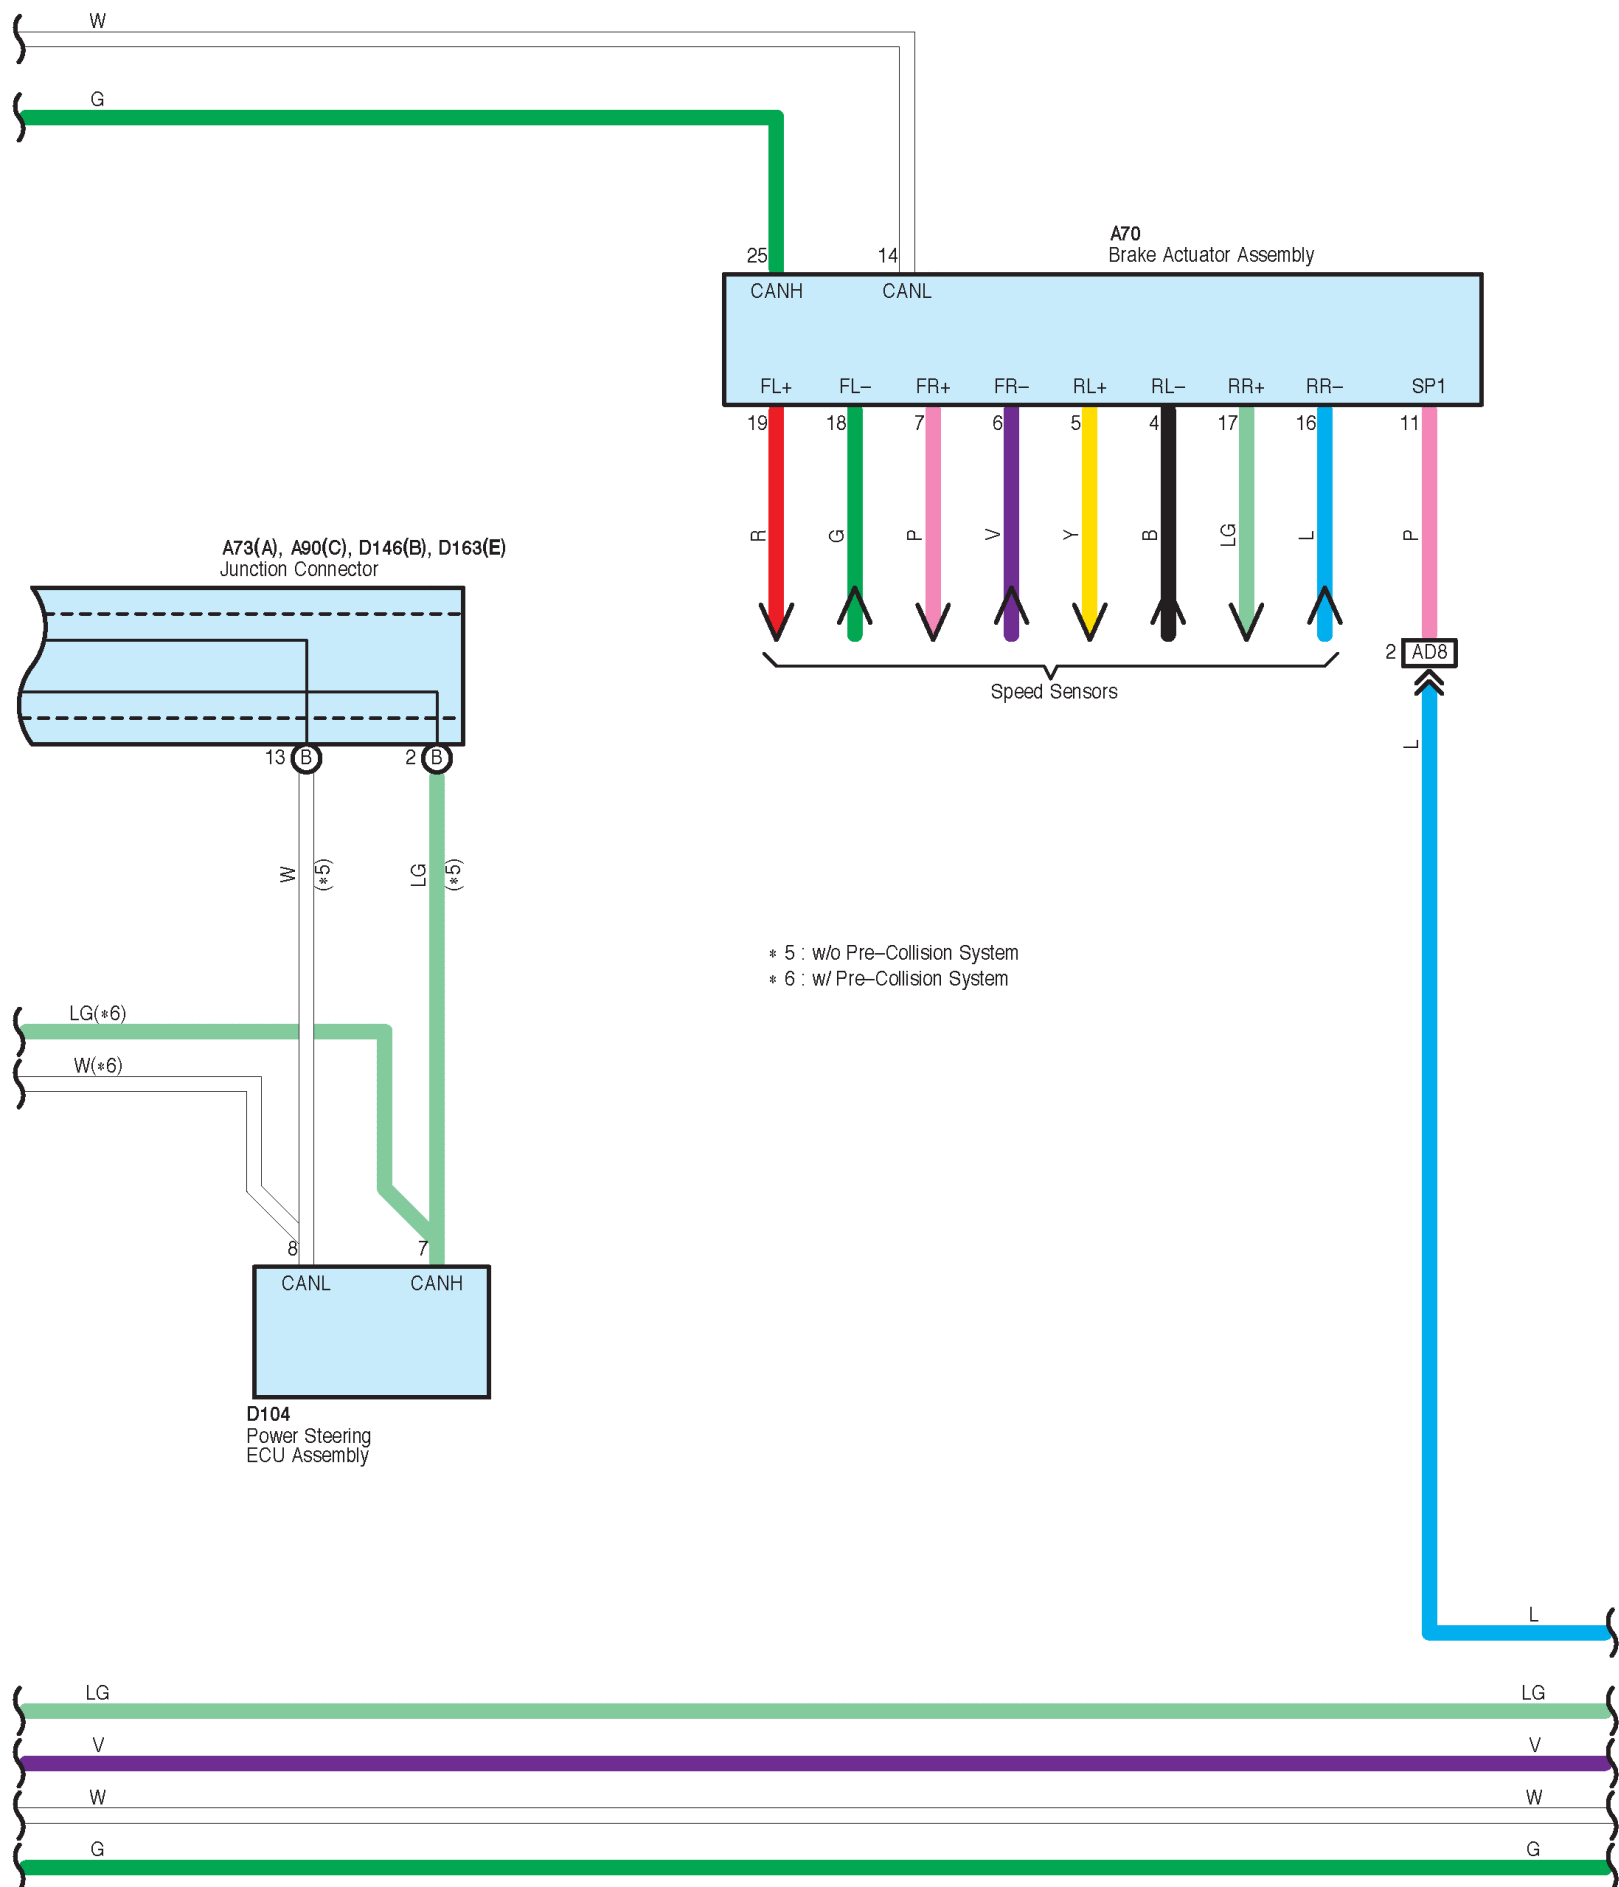 W
G
A70
Brake Actuator Assembly
25 14
CANH CANL
FL+ FL– FR+ FR– RL+ RL– RR+ RR– SP1
19 18 7 6 5 4 17 16 11
R G P V Y B LG L P
A73(A), A90(C), D146(B), D163(E)
Junction Connector
2 AD8
Speed Sensors
L
13 B 2 B
W (*5) LG (*5)
* 5 : w/o Pre–Collision System
* 6 : w/ Pre–Collision System
LG(*6)
W(*6)
8 7
CANL CANH
D104
Power Steering
ECU Assembly
L
LG LG
V V
W W
G G